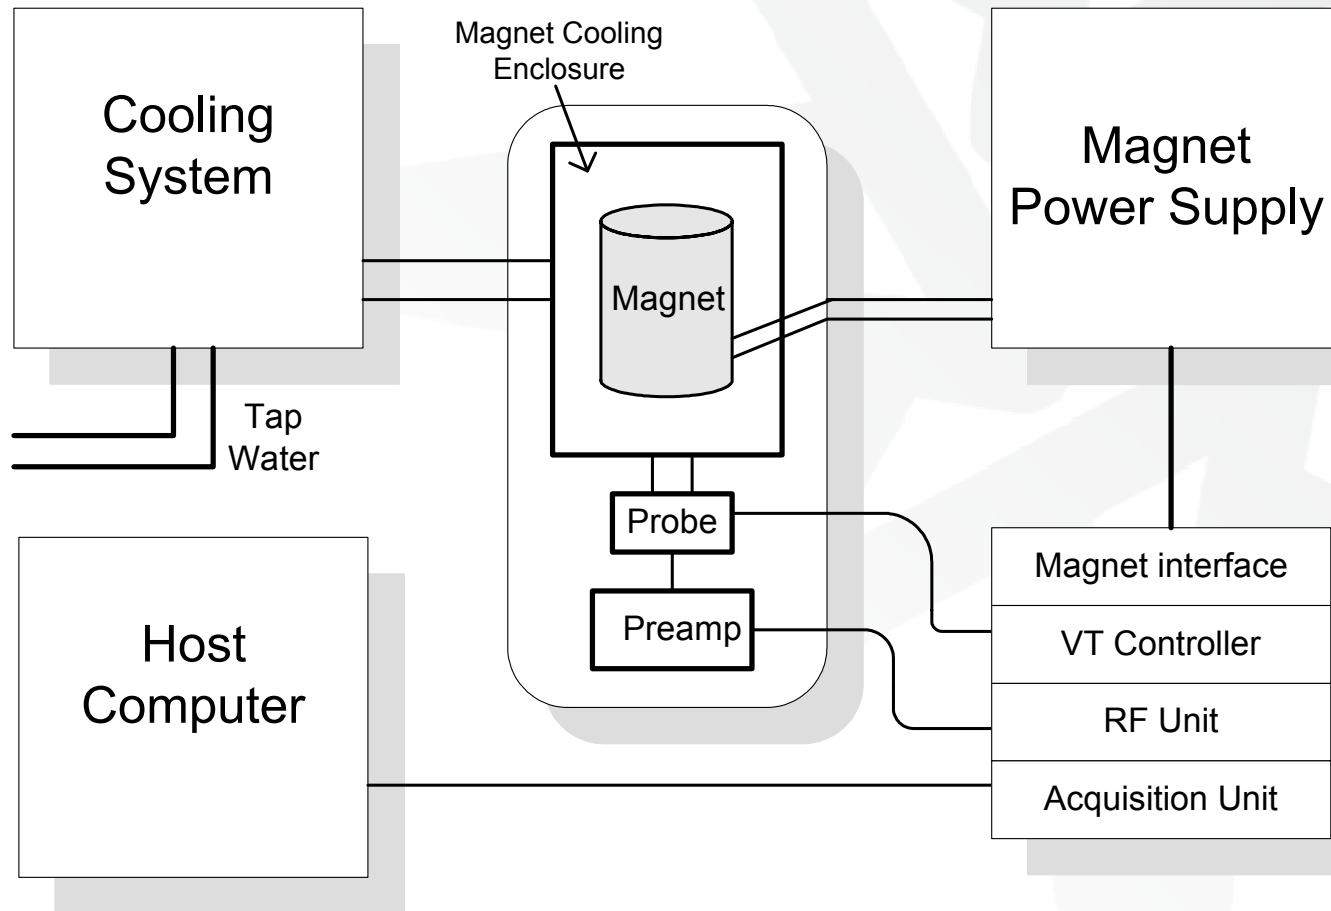 Magnet Cooling
Enclosure
Cooling
System
Magnet
Power Supply
Magnet
Tap
Water
Probe
Preamp
Host
Computer
Magnet interface
VT Controller
RF Unit
Acquisition Unit